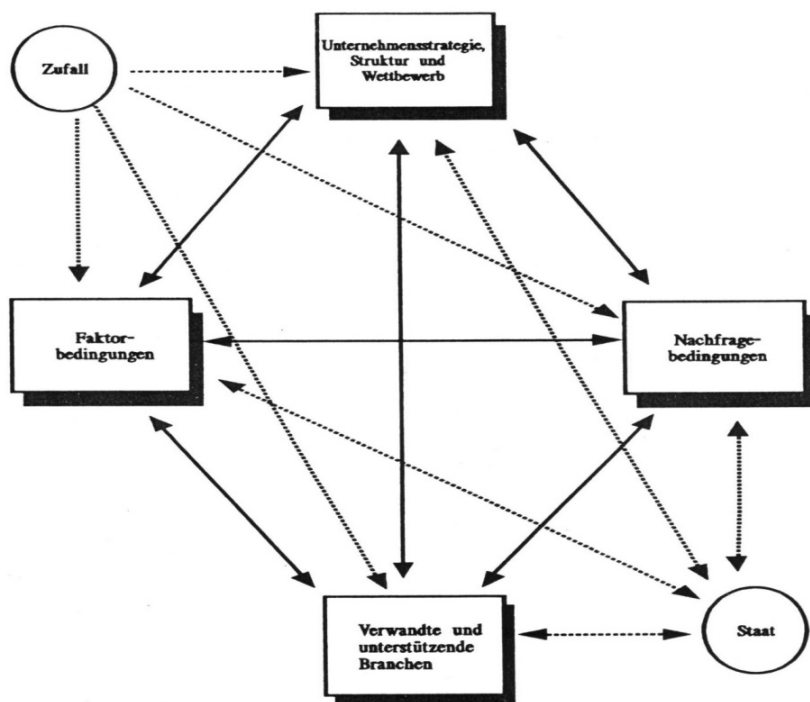 Zufall
Unternehmensstrategie,
Struktur und
Wettbewerb
Faktor-
bedingungen
Nachfrage-
bedingungen
Verwandte und
unterstützende
Branchen
Staat